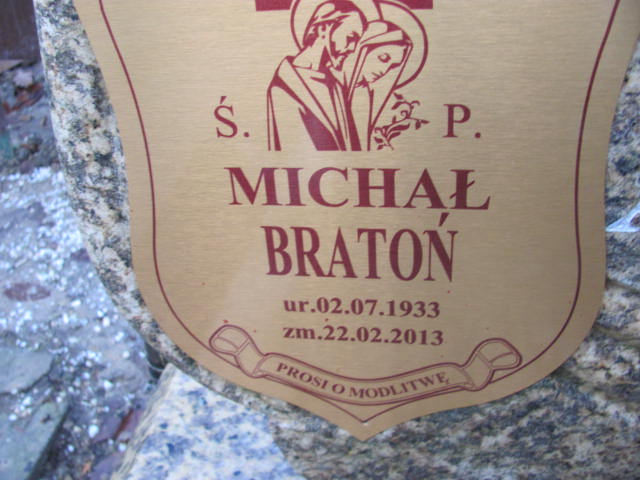 Ś. P.
MICHAŁ
BRATOŃ
ur.02.07.1933
zm.22.02.2013
PROSI O MODLITWĘ